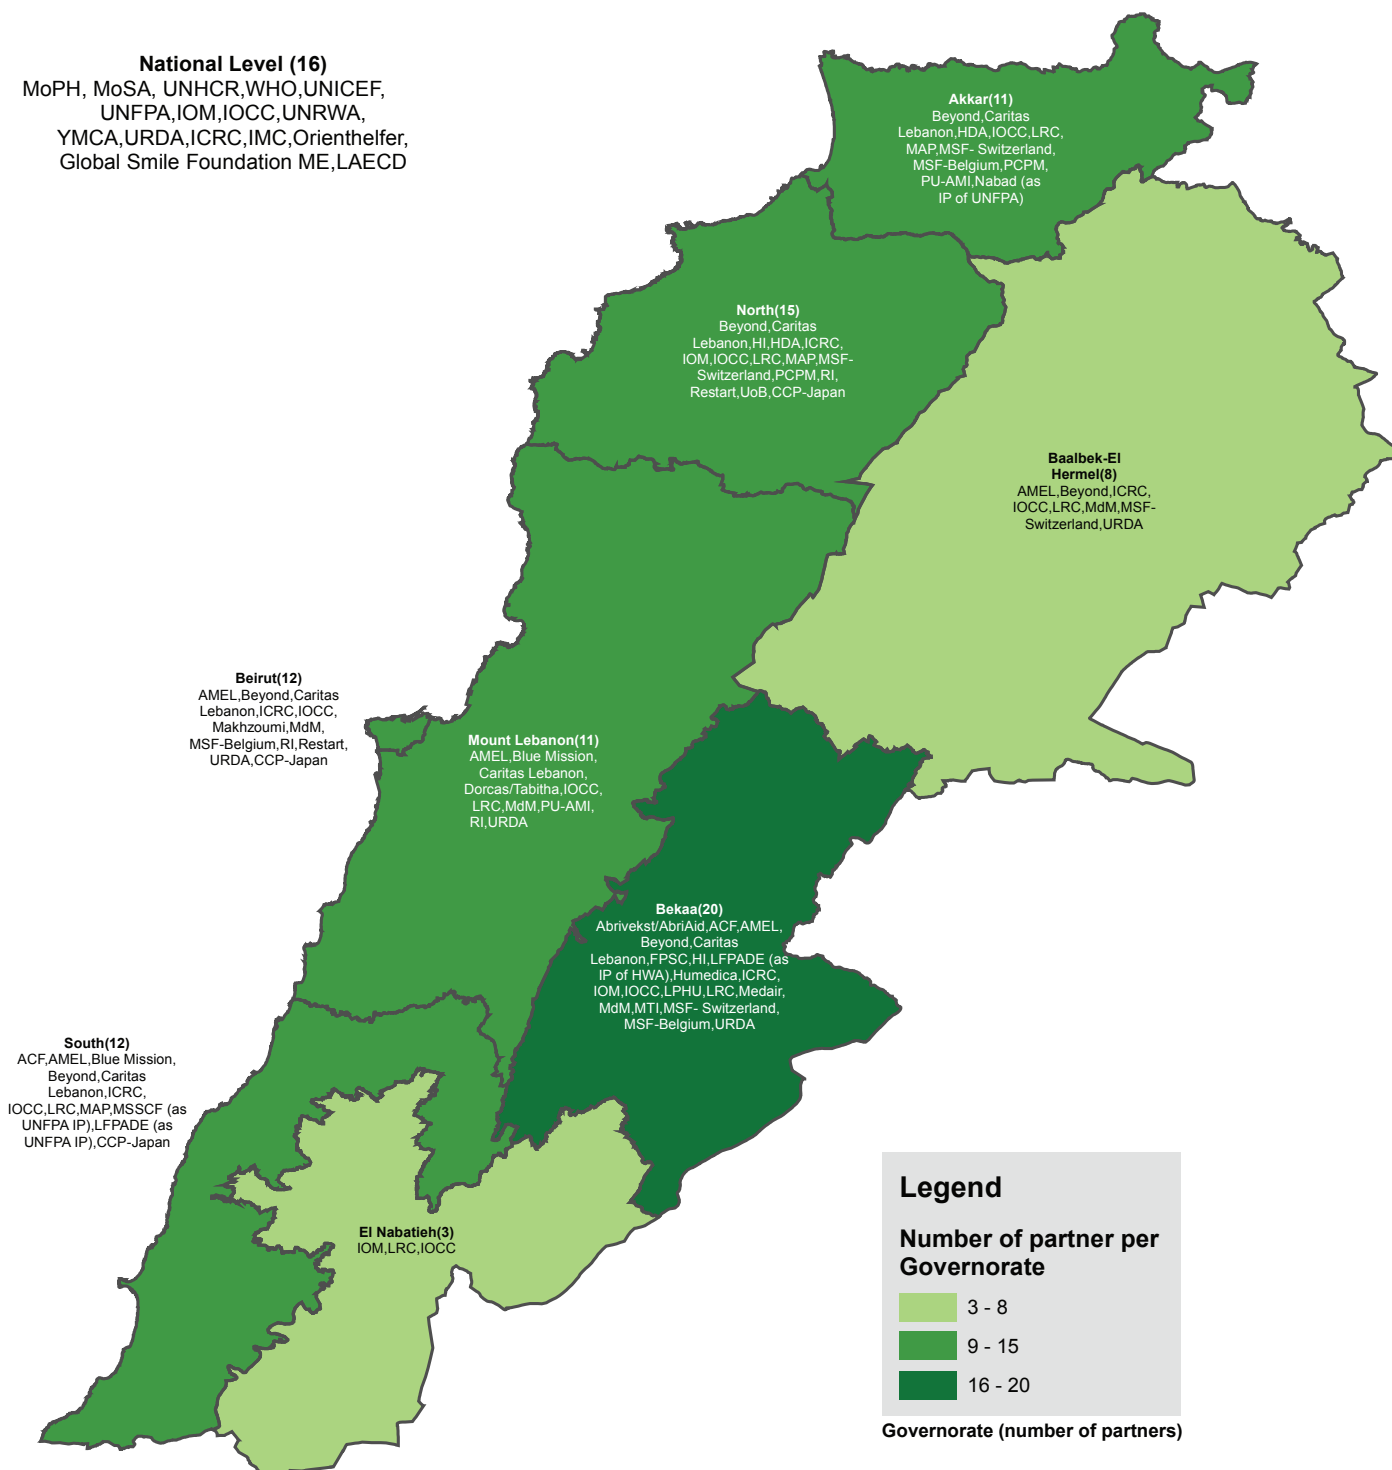 National Level (16)
MoPH, MoSA, UNHCR,WHO,UNICEF,
UNFPA,IOM,IOCC,UNRWA,
YMCA,URDA,ICRC,IMC,Orienthelfer,
Global Smile Foundation ME,LAECD
Akkar(11)
Beyond,Caritas
Lebanon,HDA,IOCC,LRC,
MAP,MSF- Switzerland,
MSF-Belgium,PCPM,
PU-AMI,Nabad (as
IP of UNFPA)
North(15)
Beyond,Caritas
Lebanon,HI,HDA,ICRC,
IOM,IOCC,LRC,MAP,MSF-
Switzerland,PCPM,RI,
Restart,UoB,CCP-Japan
Baalbek-El
Hermel(8)
AMEL,Beyond,ICRC,
IOCC,LRC,MdM,MSF-
Switzerland,URDA
Beirut(12)
AMEL,Beyond,Caritas
Lebanon,ICRC,IOCC,
Makhzoumi,MdM,
MSF-Belgium,RI,Restart,
URDA,CCP-Japan
Mount Lebanon(11)
AMEL,Blue Mission,
Caritas Lebanon,
Dorcas/Tabitha,IOCC,
LRC,MdM,PU-AMI,
RI,URDA
Bekaa(20)
Abrivekst/AbriAid,ACF,AMEL,
Beyond,Caritas
Lebanon,FPSC,HI,LFPADE (as
IP of HWA),Humedica,ICRC,
IOM,IOCC,LPHU,LRC,Medair,
MdM,MTI,MSF- Switzerland,
MSF-Belgium,URDA
South(12)
ACF,AMEL,Blue Mission,
Beyond,Caritas
Lebanon,ICRC,
IOCC,LRC,MAP,MSSCF (as
UNFPA IP),LFPADE (as
UNFPA IP),CCP-Japan
El Nabatieh(3)
IOM,LRC,IOCC
Legend
Number of partner per
Governorate
3 - 8
9 - 15
16 - 20
Governorate (number of partners)